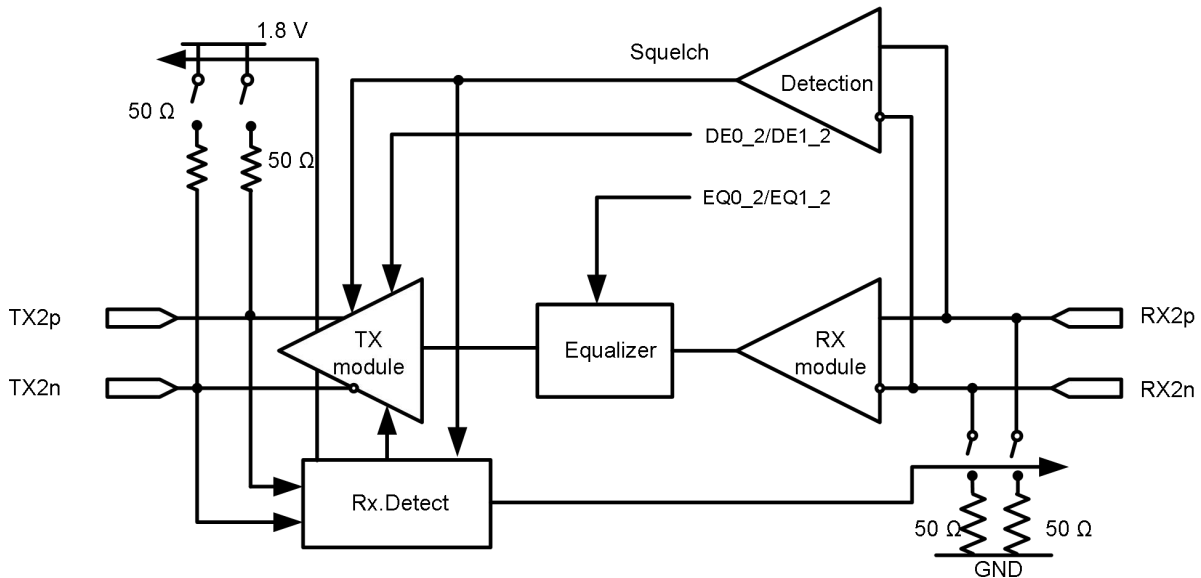 1.8 V
Squelch
Detection
50 Ω
50 Ω
DE0_2/DE1_2
EQ0_2/EQ1_2
TX2p
TX
module
Equalizer
RX
module
RX2p
TX2n
RX2n
Rx.Detect
50 Ω
50 Ω
GND